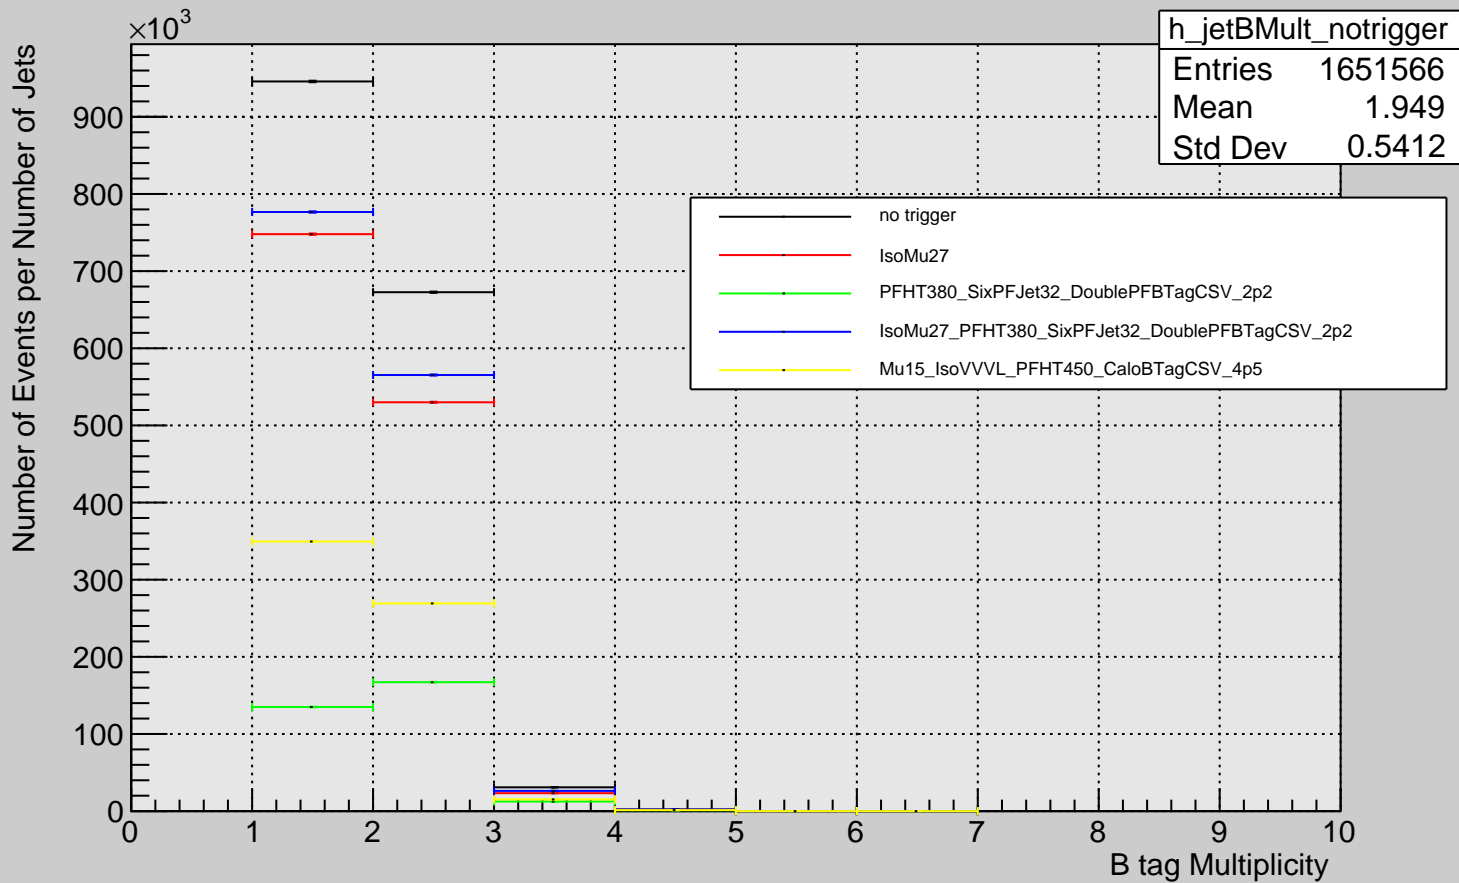 ×10³
h_jetBMult_notrigger
Entries 1651566
Mean 1.949
Std Dev 0.5412
Number of Events per Number of Jets
900
800
700
600
500
400
300
200
100
0
no trigger
IsoMu27
PFHT380_SixPFJet32_DoublePFBTagCSV_2p2
IsoMu27_PFHT380_SixPFJet32_DoublePFBTagCSV_2p2
Mu15_IsoVVVL_PFHT450_CaloBTagCSV_4p5
0 1 2 3 4 5 6 7 8 9 10
B tag Multiplicity